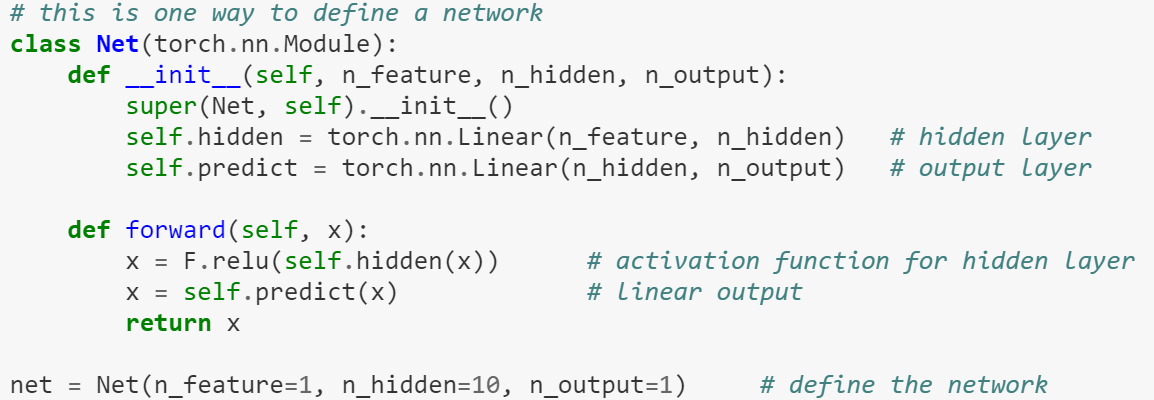 # this is one way to define a network
class Net(torch.nn.Module):
    def __init__(self, n_feature, n_hidden, n_output):
        super(Net, self).__init__()
        self.hidden = torch.nn.Linear(n_feature, n_hidden)   # hidden layer
        self.predict = torch.nn.Linear(n_hidden, n_output)   # output layer

    def forward(self, x):
        x = F.relu(self.hidden(x))      # activation function for hidden layer
        x = self.predict(x)             # linear output
        return x

net = Net(n_feature=1, n_hidden=10, n_output=1)     # define the network